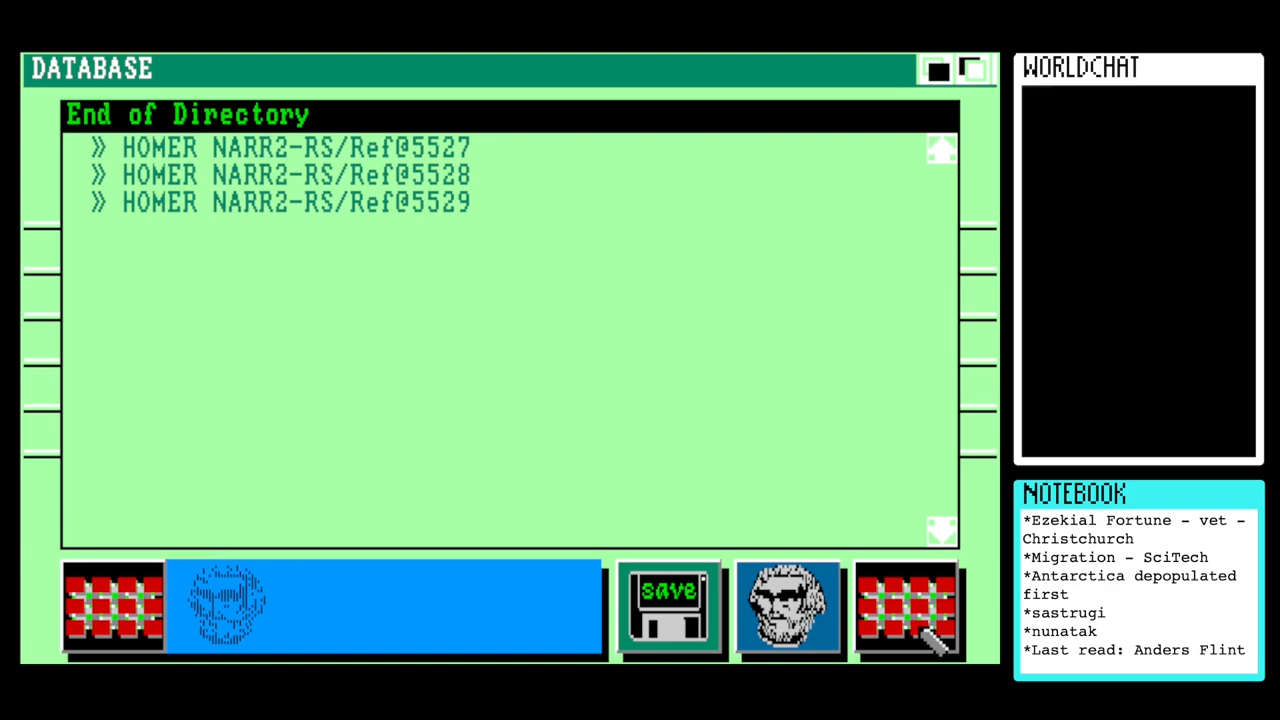 DATABASE
End of Directory
» HOMER NARR2-RS/Ref@5527
» HOMER NARR2-RS/Ref@5528
» HOMER NARR2-RS/Ref@5529
save
WORLDCHAT
NOTEBOOK
*Ezekial Fortune - vet -
Christchurch
*Migration - SciTech
*Antarctica depopulated
first
*sastrugi
*nunatak
*Last read: Anders Flint